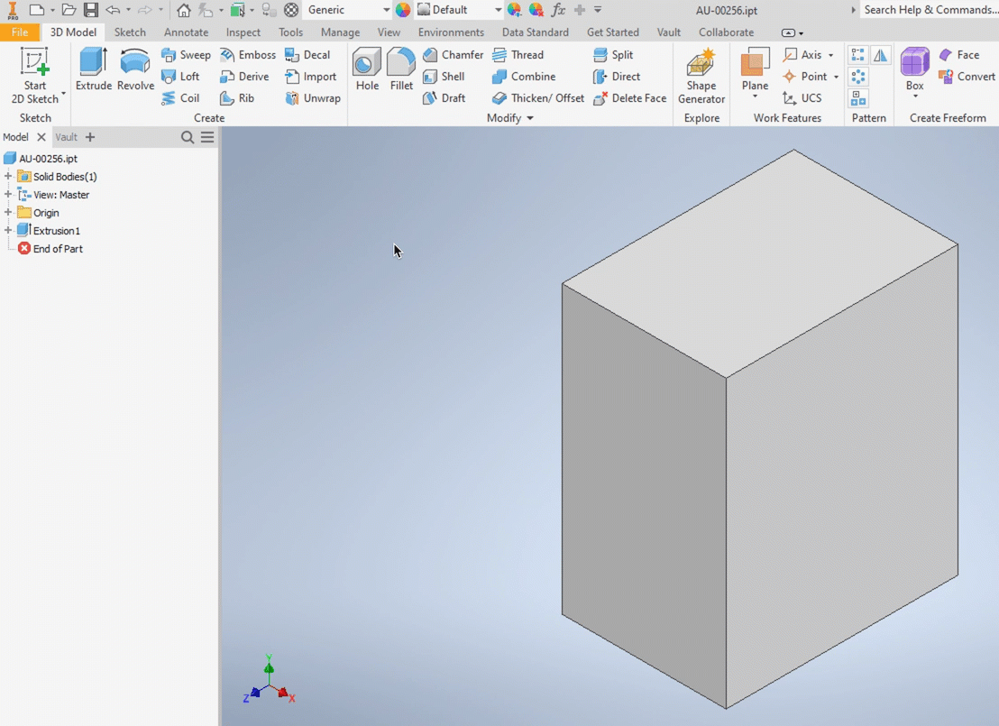 PRO Generic Default fx AU-00256.ipt Search Help & Commands...
File 3D Model Sketch Annotate Inspect Tools Manage View Environments Data Standard Get Started Vault Collaborate
Sweep Emboss Decal Chamfer Thread Split Axis Face
Start 2D Sketch Extrude Revolve Loft Derive Import Hole Fillet Shell Combine Direct Shape Generator Plane Point Box Convert
Coil Rib Unwrap Draft Thicken/ Offset Delete Face UCS
Sketch Create Modify Explore Work Features Pattern Create Freeform
Model Vault
AU-00256.ipt
Solid Bodies(1)
View: Master
Origin
Extrusion1
End of Part
Y
Z X